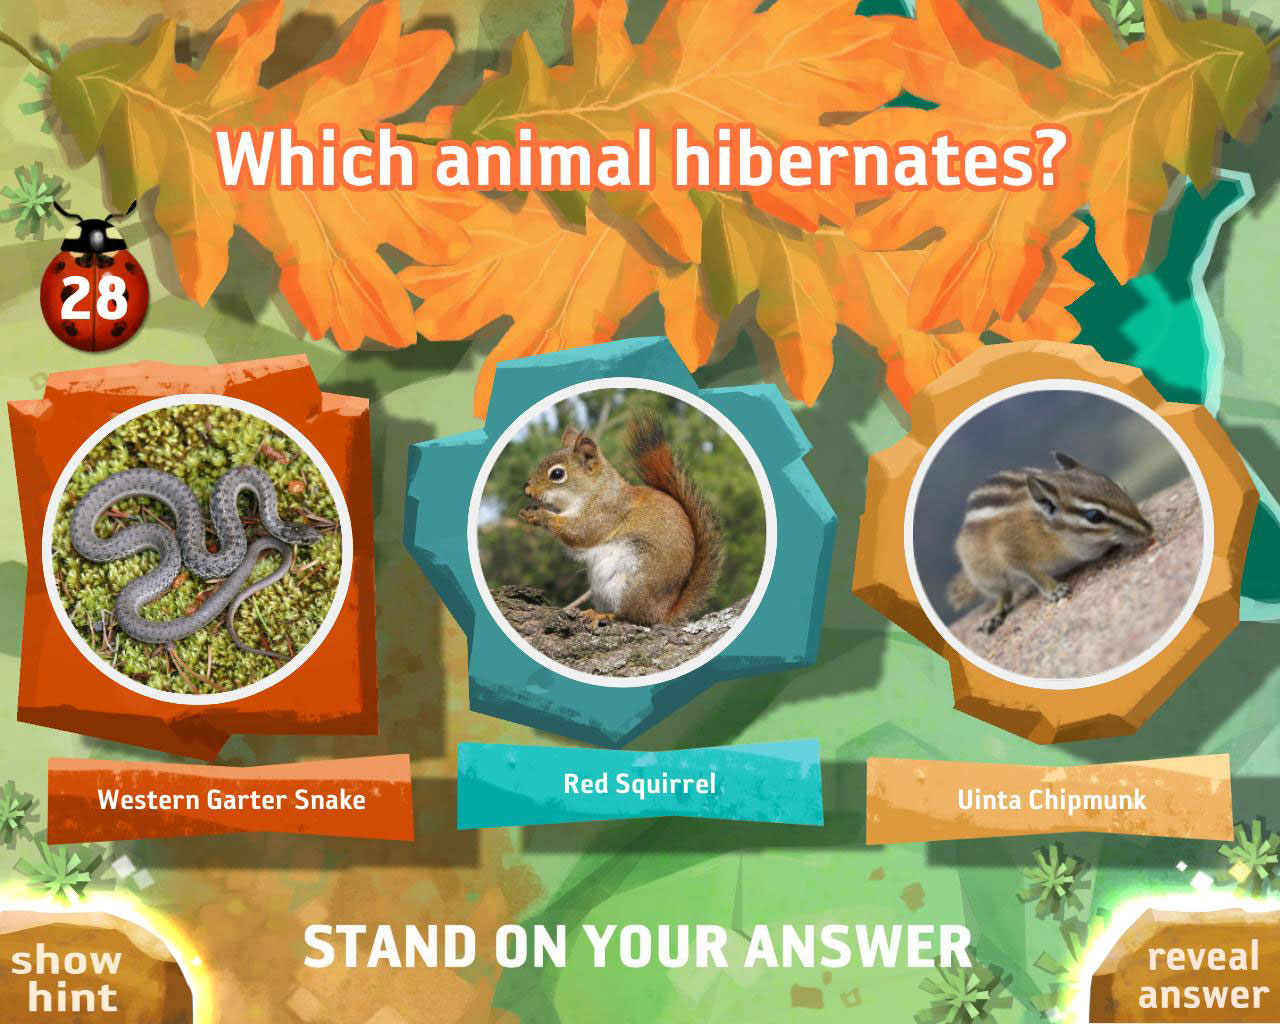 Which animal hibernates?
28
Western Garter Snake
Red Squirrel
Uinta Chipmunk
STAND ON YOUR ANSWER
show
hint
reveal
answer